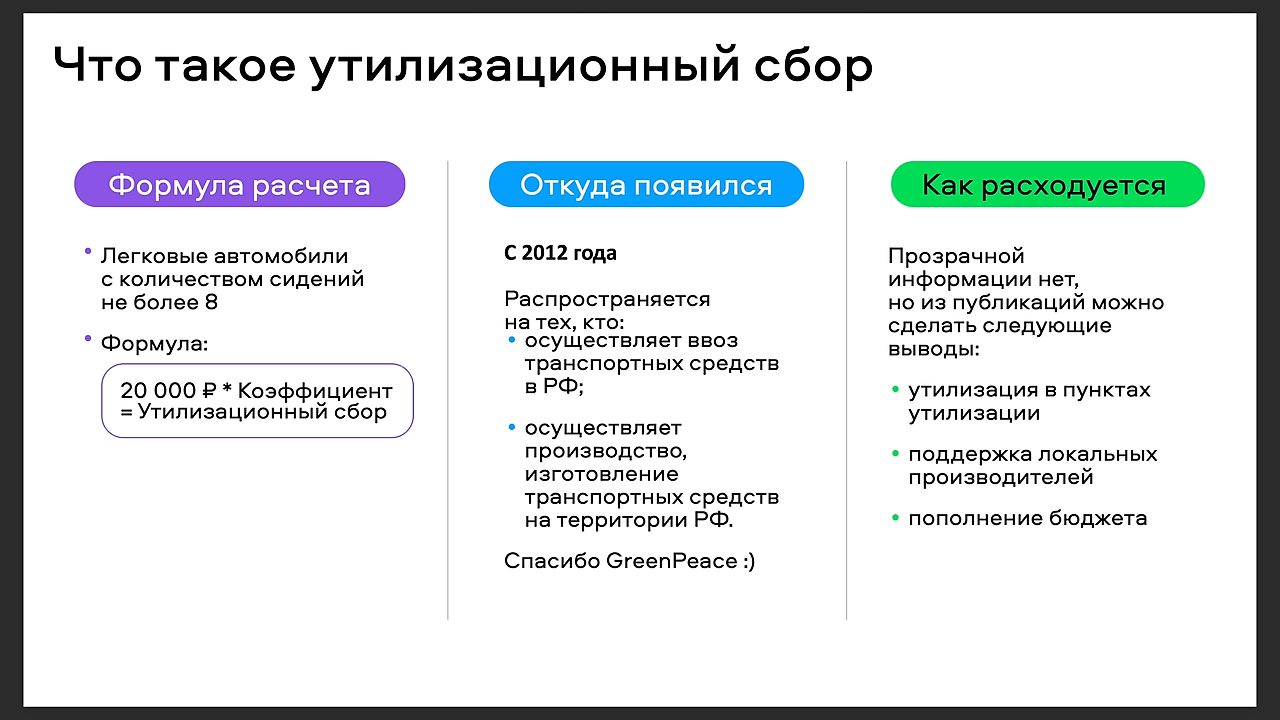 Что такое утилизационный сбор
Формула расчета
• Легковые автомобили
с количеством сидений
не более 8
• Формула:
20 000 ₽ * Коэффициент
= Утилизационный сбор
Откуда появился
С 2012 года
Распространяется
на тех, кто:
• осуществляет ввоз
транспортных средств
в РФ;
• осуществляет
производство,
изготовление
транспортных средств
на территории РФ.
Спасибо GreenPeace :)
Как расходуется
Прозрачной
информации нет,
но из публикаций можно
сделать следующие
выводы:
• утилизация в пунктах
утилизации
• поддержка локальных
производителей
• пополнение бюджета